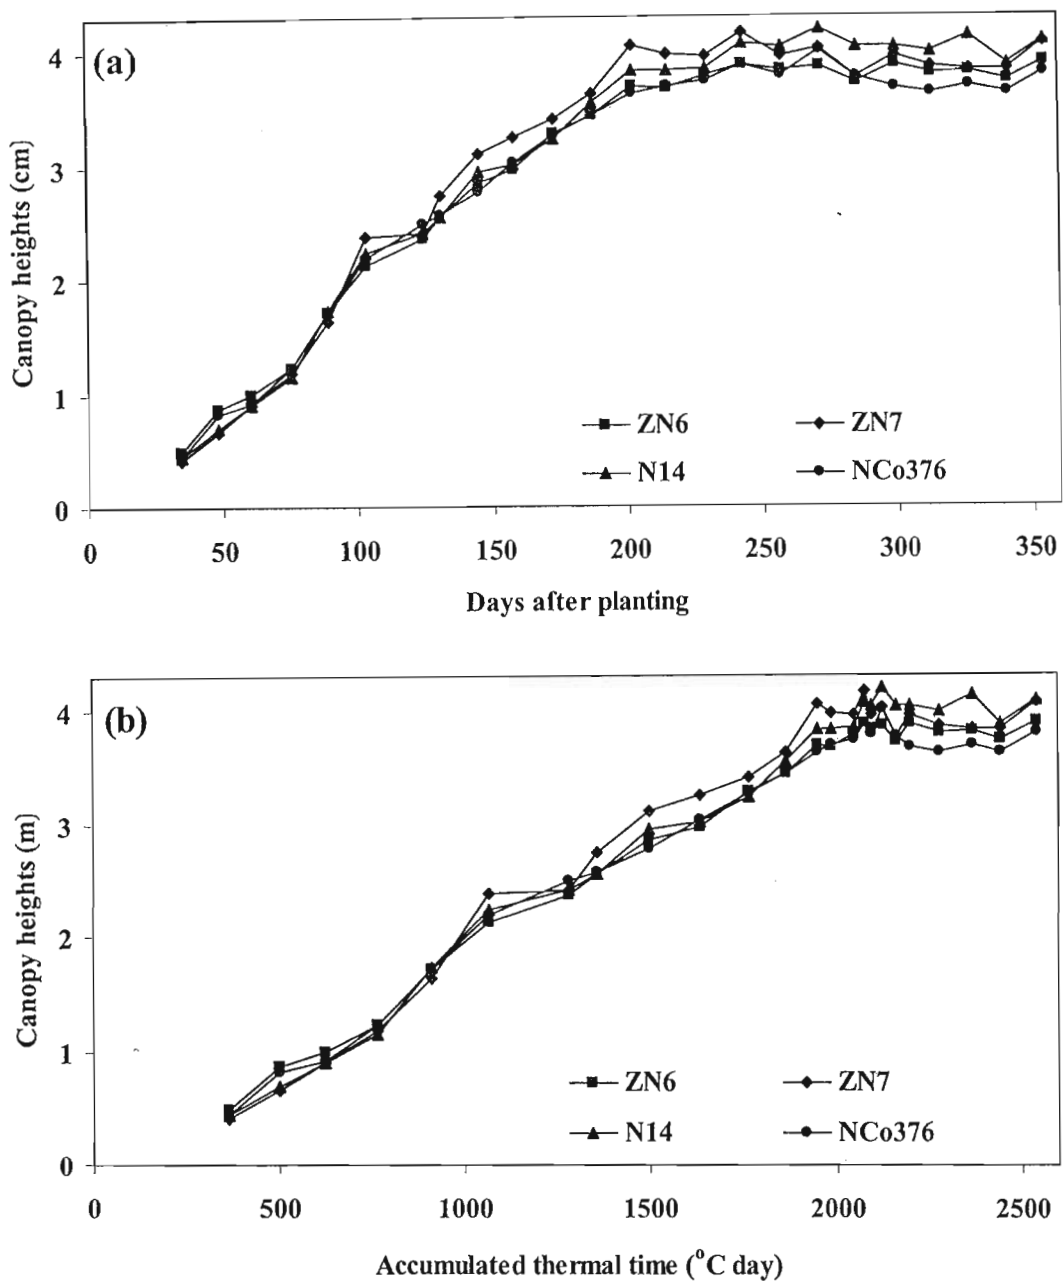 (a)
Canopy heights (cm)
4
3
2
1
0
ZN6
ZN7
N14
NCo376
0 50 100 150 200 250 300 350
Days after planting
(b)
Canopy heights (m)
4
3
2
1
0
ZN6
ZN7
N14
NCo376
0 500 1000 1500 2000 2500
Accumulated thermal time (°C day)